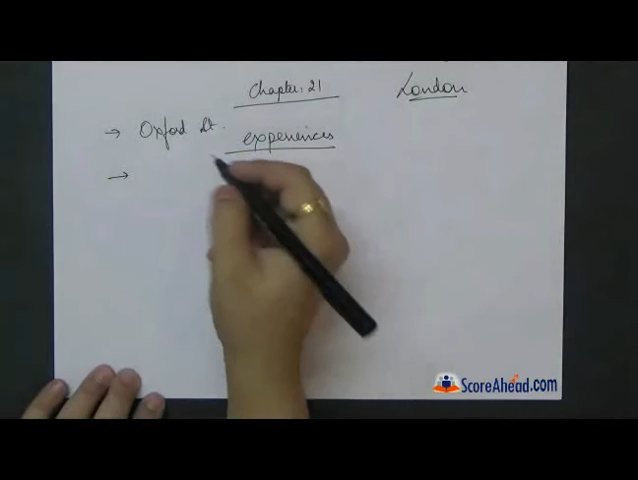 Chapter: 21
London
→ Oxford St. experiences
→
ScoreAhead.com